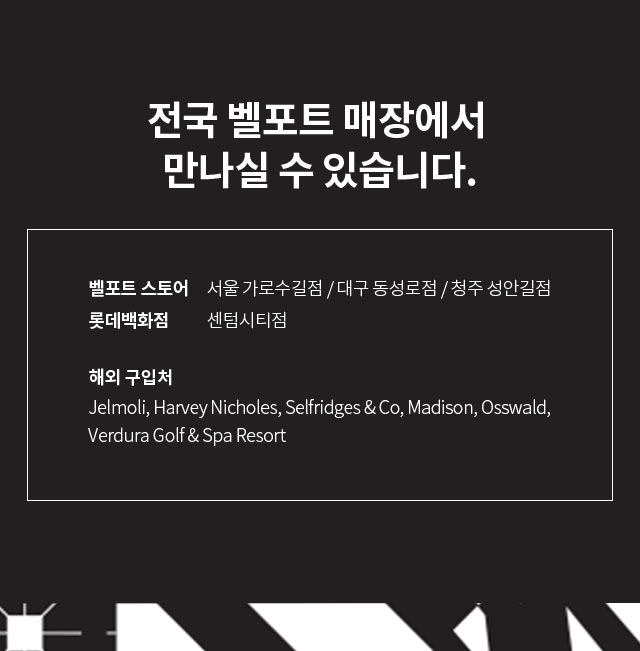 전국 벨포트 매장에서
만나실 수 있습니다.
벨포트 스토어 서울 가로수길점 / 대구 동성로점 / 청주 성안길점
롯데백화점 센텀시티점
해외 구입처
Jelmoli, Harvey Nicholes, Selfridges & Co, Madison, Osswald,
Verdura Golf & Spa Resort